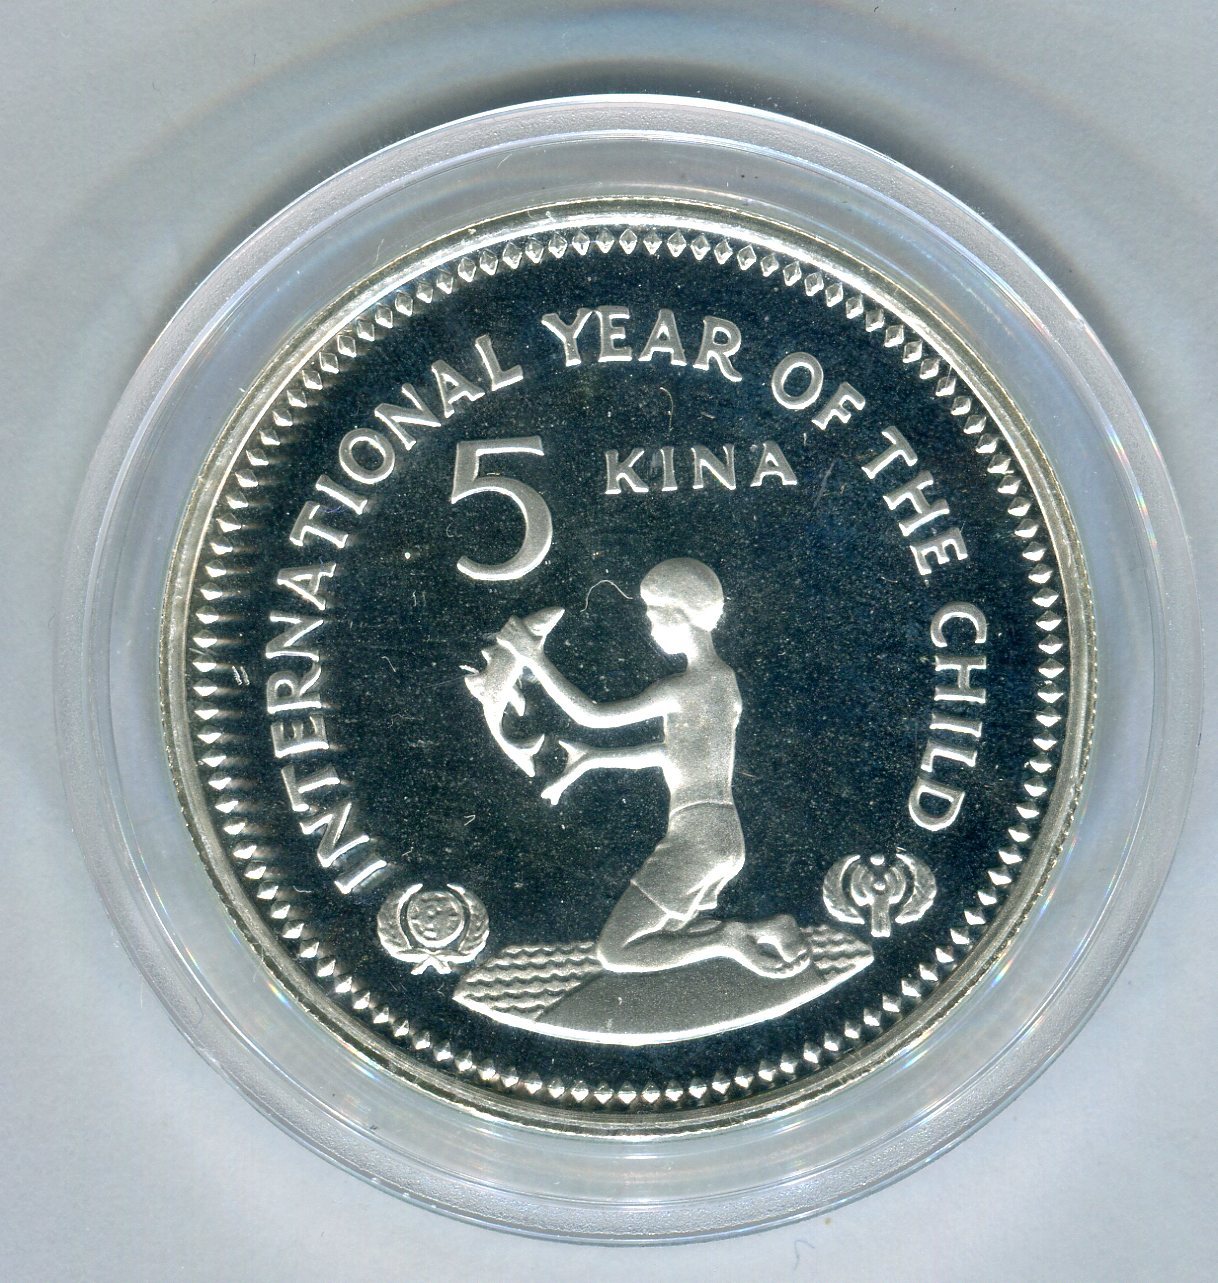 INTERNATIONAL YEAR OF THE CHILD
5 KINA